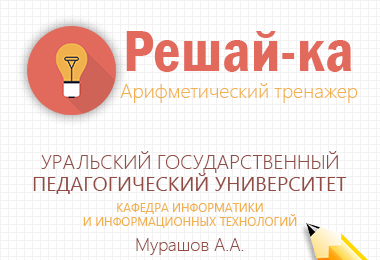 Решай-ка
Арифметический тренажер
УРАЛЬСКИЙ ГОСУДАРСТВЕННЫЙ
ПЕДАГОГИЧЕСКИЙ УНИВЕРСИТЕТ
КАФЕДРА ИНФОРМАТИКИ
И ИНФОРМАЦИОННЫХ ТЕХНОЛОГИЙ
Мурашов А.А.